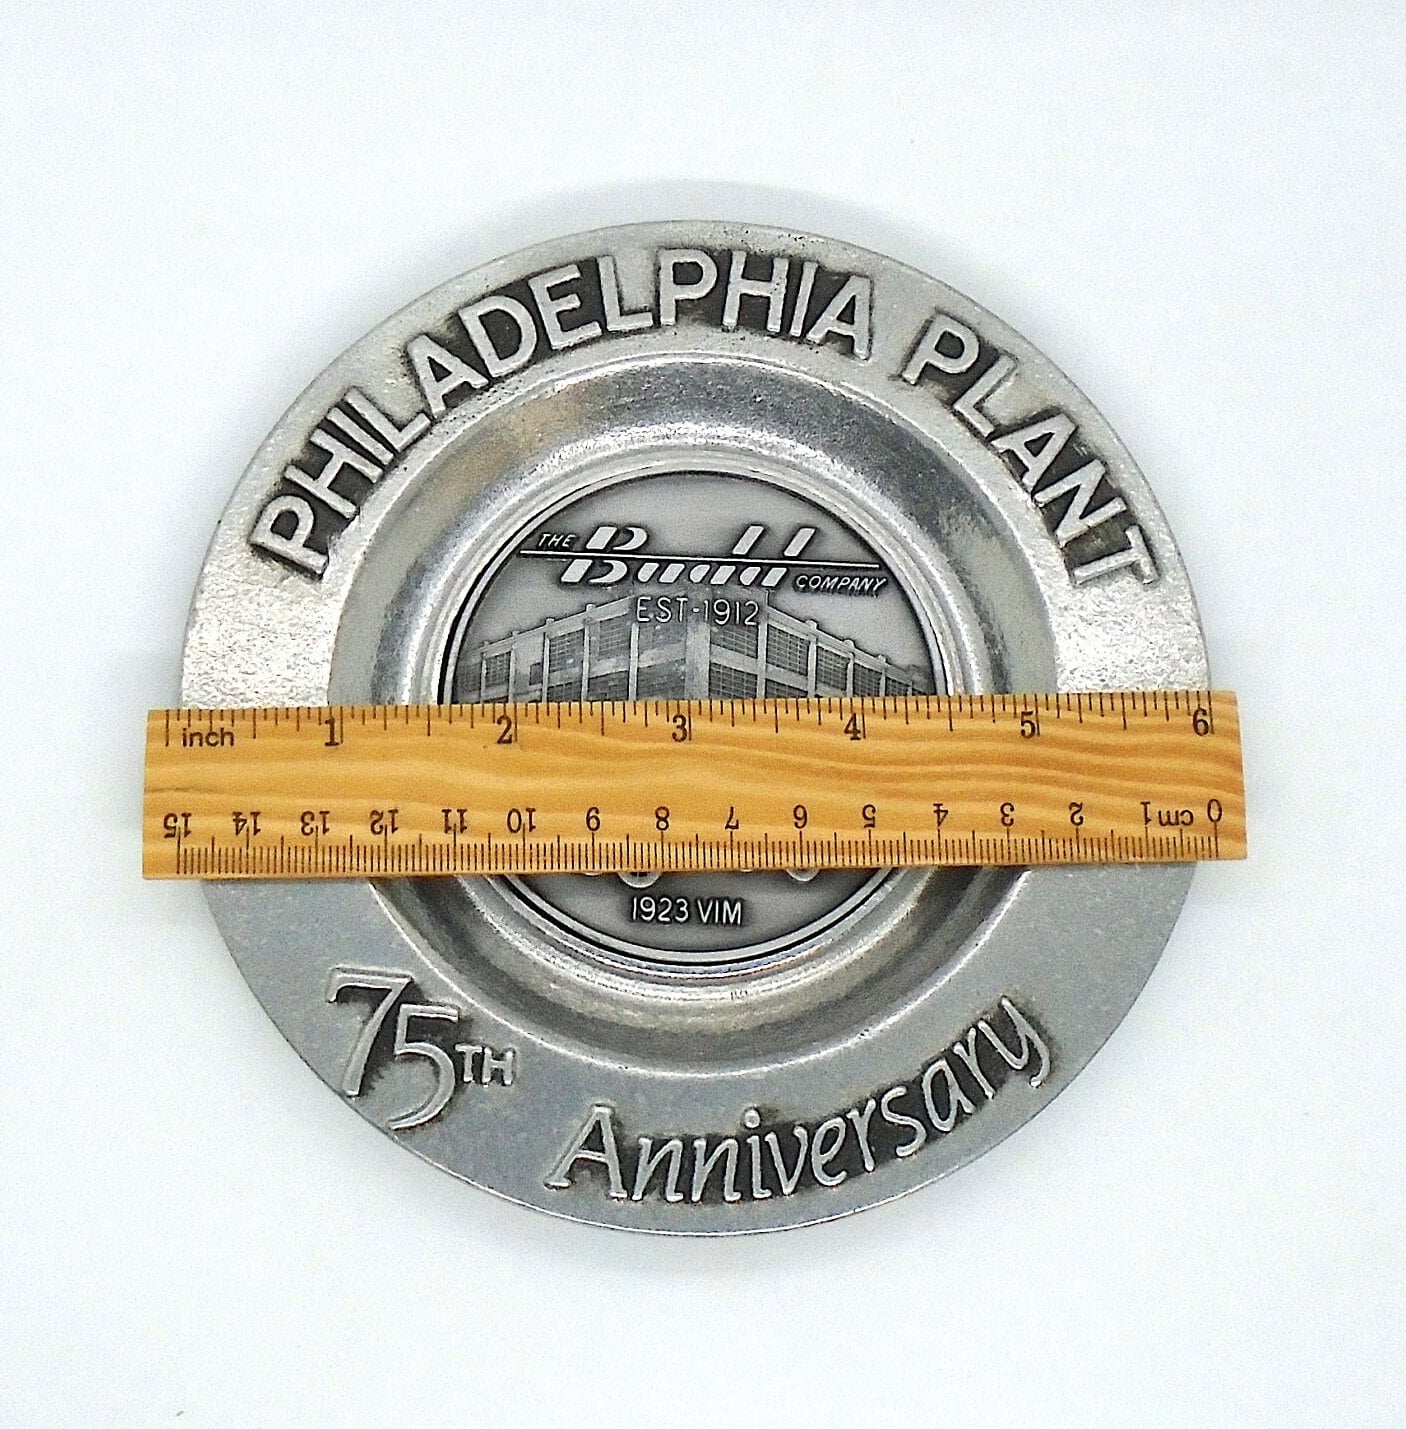 PHILADELPHIA PLANT
THE Budd COMPANY
EST·1912
inch 1 2 3 4 5 6
15 14 13 12 11 10 9 8 7 6 5 4 3 2 1 cm 0
1923 VIM
75TH
Anniversary